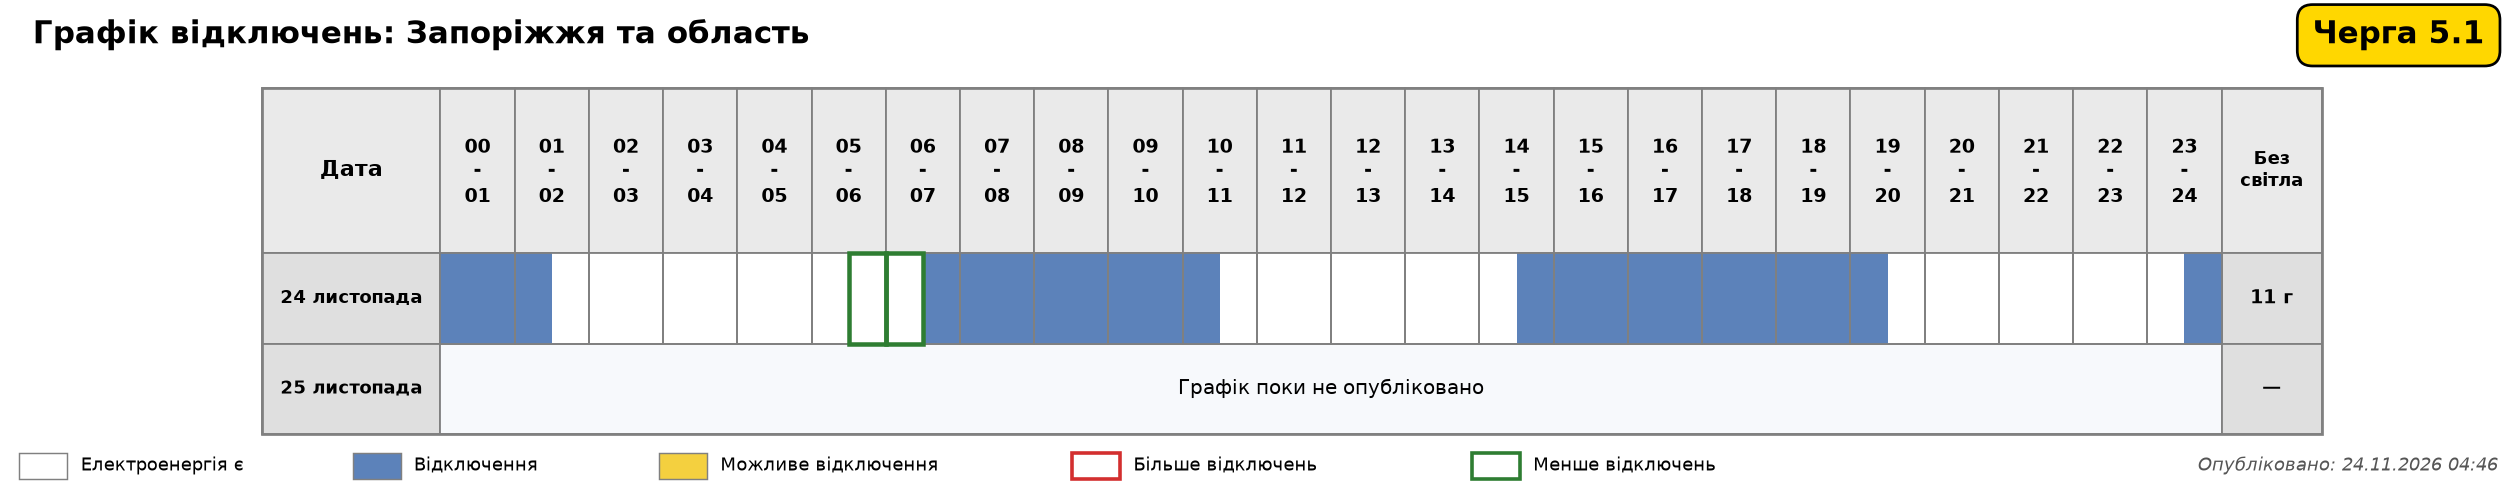 Графік відключень: Запоріжжя та область
Черга 5.1
Дата
00 - 01
01 - 02
02 - 03
03 - 04
04 - 05
05 - 06
06 - 07
07 - 08
08 - 09
09 - 10
10 - 11
11 - 12
12 - 13
13 - 14
14 - 15
15 - 16
16 - 17
17 - 18
18 - 19
19 - 20
20 - 21
21 - 22
22 - 23
23 - 24
Без
світла
24 листопада
11 г
25 листопада
Графік поки не опубліковано
—
Електроенергія є
Відключення
Можливе відключення
Більше відключень
Менше відключень
Опубліковано: 24.11.2026 04:46